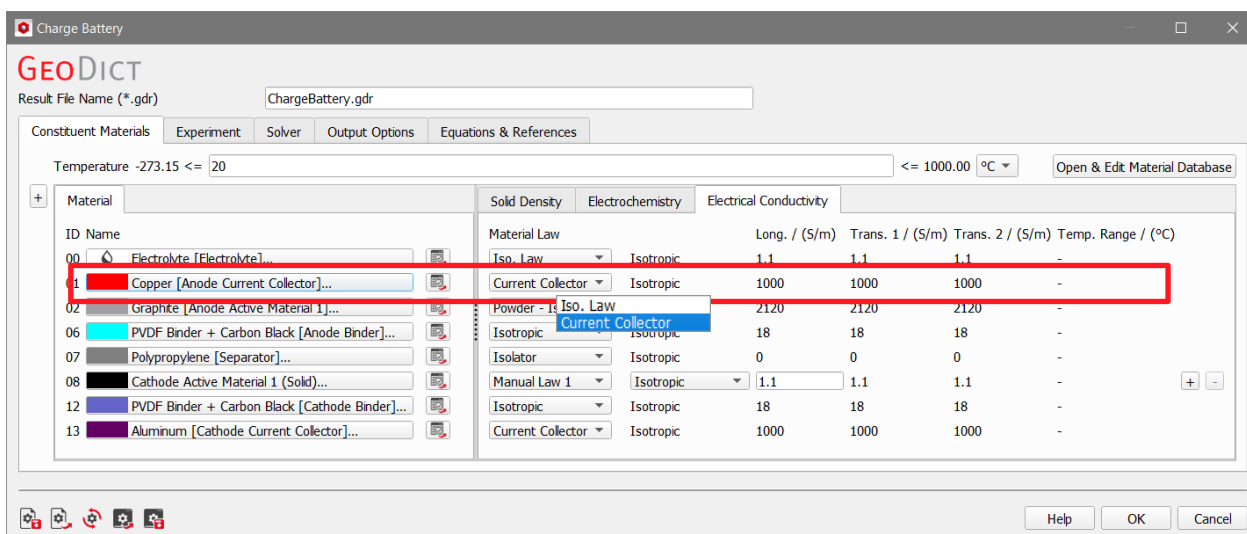 Charge Battery
GEODICT
Result File Name (*.gdr) ChargeBattery.gdr
Constituent Materials Experiment Solver Output Options Equations & References
Temperature -273.15 <= 20 <= 1000.00 °C Open & Edit Material Database
+ Material Solid Density Electrochemistry Electrical Conductivity
ID Name Material Law Long. / (S/m) Trans. 1 / (S/m) Trans. 2 / (S/m) Temp. Range / (°C)
00 Electrolyte [Electrolyte]... Iso. Law Isotropic 1.1 1.1 1.1 -
01 Copper [Anode Current Collector]... Current Collector Isotropic 1000 1000 1000 -
Iso. Law
02 Graphite [Anode Active Material 1]... Powder - 2120 2120 2120 -
Current Collector
06 PVDF Binder + Carbon Black [Anode Binder]... Isotropic Isotropic 18 18 18 -
07 Polypropylene [Separator]... Isolator Isotropic 0 0 0 -
08 Cathode Active Material 1 (Solid)... Manual Law 1 Isotropic 1.1 1.1 1.1 - + -
12 PVDF Binder + Carbon Black [Cathode Binder]... Isotropic Isotropic 18 18 18 -
13 Aluminum [Cathode Current Collector]... Current Collector Isotropic 1000 1000 1000 -
Help OK Cancel